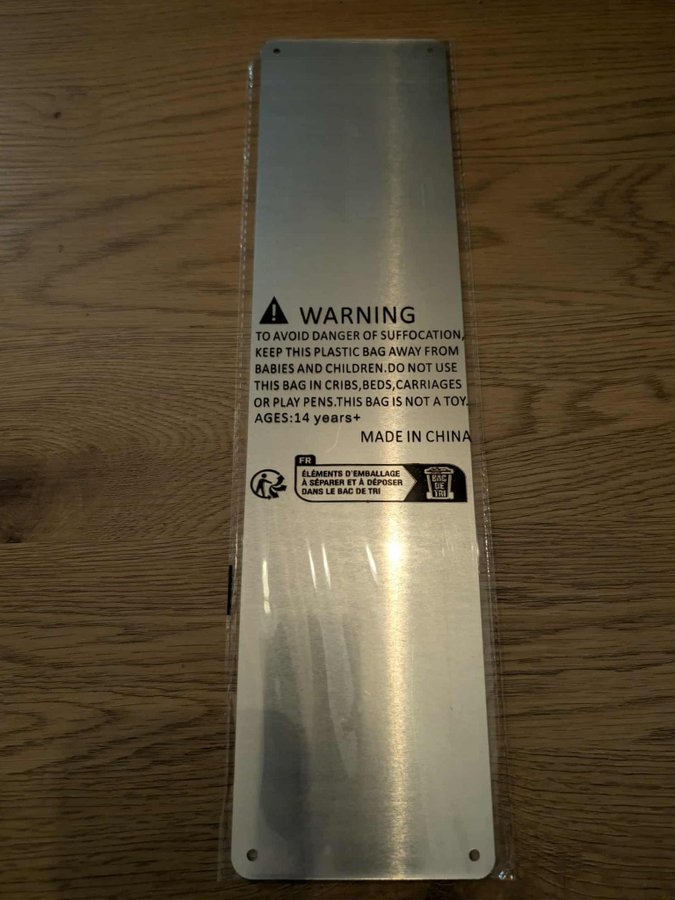 WARNING
TO AVOID DANGER OF SUFFOCATION,
KEEP THIS PLASTIC BAG AWAY FROM
BABIES AND CHILDREN.DO NOT USE
THIS BAG IN CRIBS,BEDS,CARRIAGES
OR PLAY PENS.THIS BAG IS NOT A TOY.
AGES:14 years+
MADE IN CHINA
FR
ÉLÉMENTS D'EMBALLAGE
À SÉPARER ET À DÉPOSER
DANS LE BAC DE TRI
BAC
DE
TRI